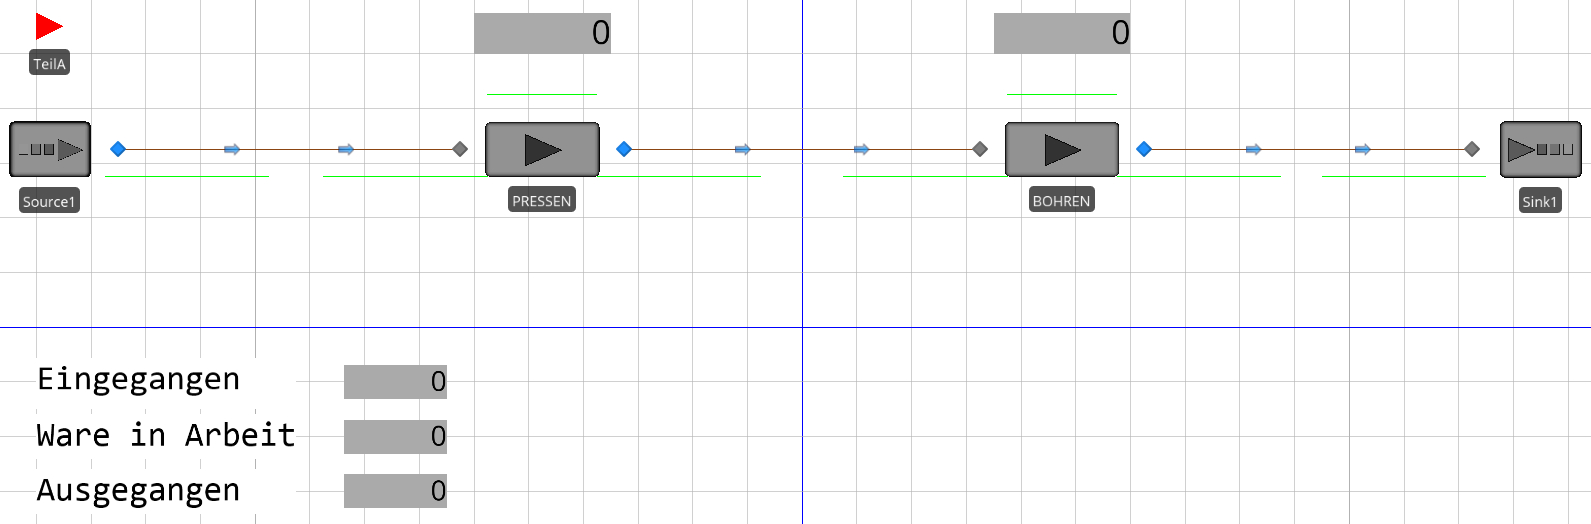 0 0
TeilA
Source1 PRESSEN BOHREN Sink1
Eingegangen 0
Ware in Arbeit 0
Ausgegangen 0